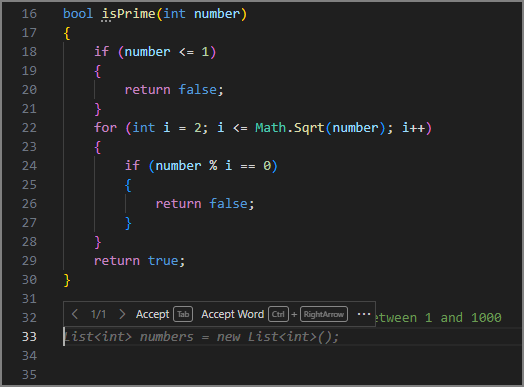 16 bool isPrime(int number)
17 {
18 if (number <= 1)
19 {
20 return false;
21 }
22 for (int i = 2; i <= Math.Sqrt(number); i++)
23 {
24 if (number % i == 0)
25 {
26 return false;
27 }
28 }
29 return true;
30 }
31
1/1 Accept Tab Accept Word Ctrl + RightArrow ...
32 between 1 and 1000
33 List<int> numbers = new List<int>();
34
35